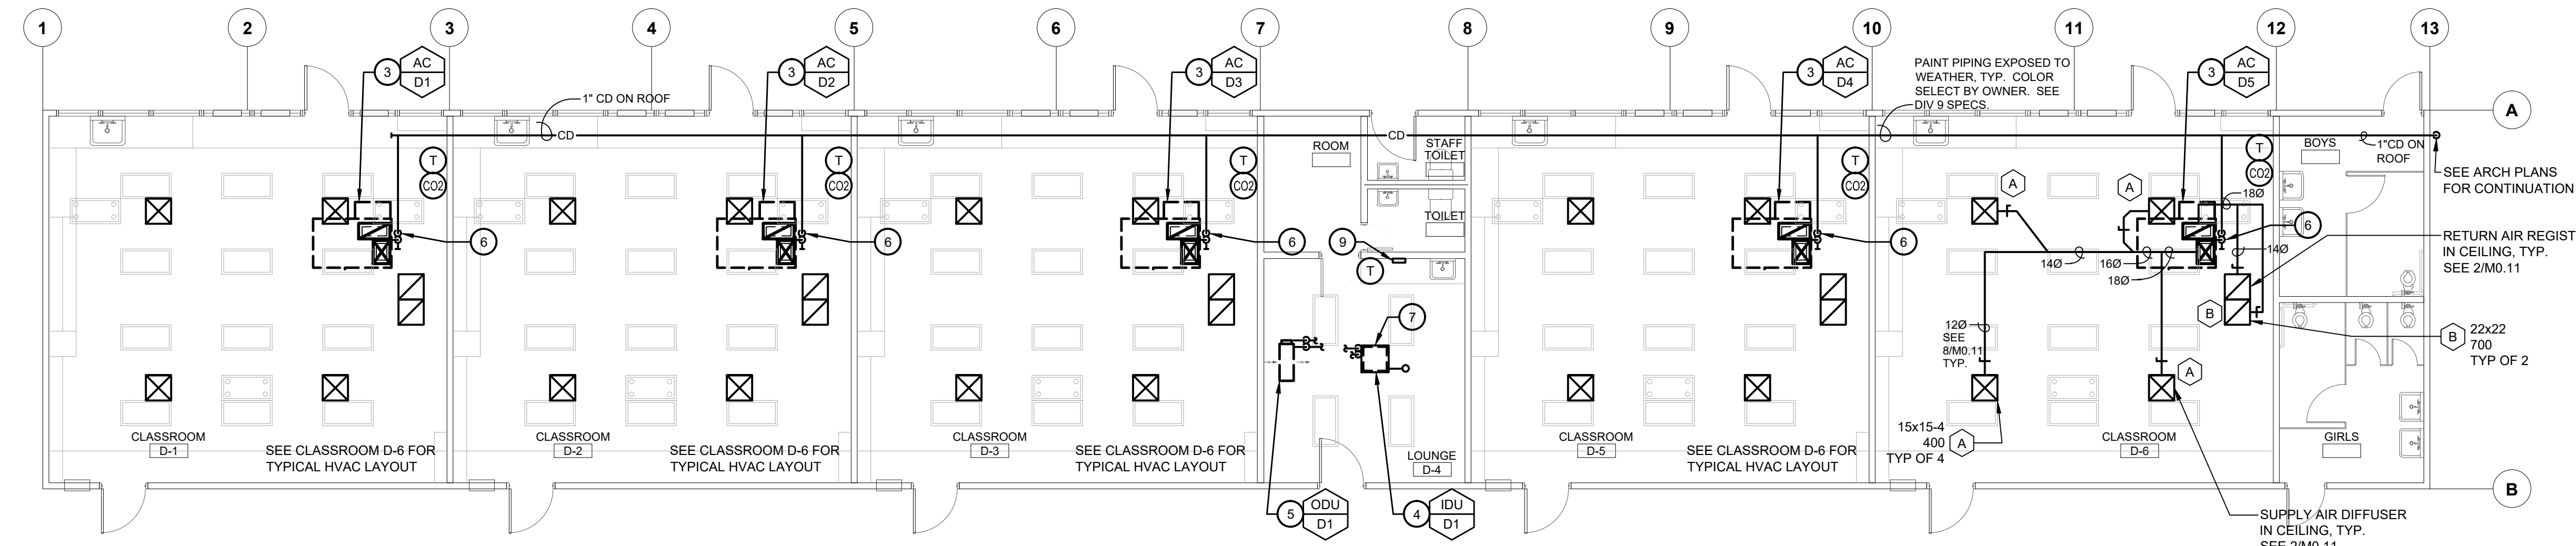 1
2
3
4
5
6
7
8
9
10
11
12
13
3
AC
D1
3
AC
D2
3
AC
D3
3
AC
D4
PAINT PIPING EXPOSED TO
WEATHER, TYP. COLOR
SELECT BY OWNER. SEE
DIV 9 SPECS.
3
AC
D5
A
1" CD ON ROOF
CD
CD
T
CO2
T
CO2
T
CO2
ROOM
STAFF
TOILET
T
CO2
T
CO2
BOYS
1"CD ON
ROOF
SEE ARCH PLANS
FOR CONTINUATION
A
A
18Ø
TOILET
6
6
6
9
T
6
6
RETURN AIR REGIST
IN CEILING, TYP.
SEE 2/M0.11
14Ø
16Ø
14Ø
18Ø
7
12Ø
SEE
8/M0.11
TYP.
B
B
22x22
700
TYP OF 2
A
15x15-4
400
TYP OF 4
A
CLASSROOM
D-1
SEE CLASSROOM D-6 FOR
TYPICAL HVAC LAYOUT
CLASSROOM
D-2
SEE CLASSROOM D-6 FOR
TYPICAL HVAC LAYOUT
CLASSROOM
D-3
SEE CLASSROOM D-6 FOR
TYPICAL HVAC LAYOUT
LOUNGE
D-4
CLASSROOM
D-5
SEE CLASSROOM D-6 FOR
TYPICAL HVAC LAYOUT
CLASSROOM
D-6
GIRLS
B
5
ODU
D1
4
IDU
D1
SUPPLY AIR DIFFUSER
IN CEILING, TYP.
SEE 2/M0.11